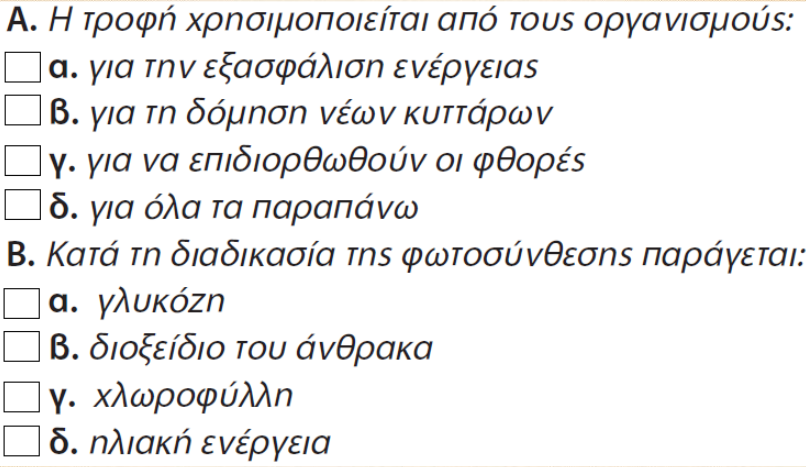 Α. Η τροφή χρησιμοποιείται από τους οργανισμούς:
α. για την εξασφάλιση ενέργειας
β. για τη δόμηση νέων κυττάρων
γ. για να επιδιορθωθούν οι φθορές
δ. για όλα τα παραπάνω
Β. Κατά τη διαδικασία της φωτοσύνθεσης παράγεται:
α. γλυκόζη
β. διοξείδιο του άνθρακα
γ. χλωροφύλλη
δ. ηλιακή ενέργεια